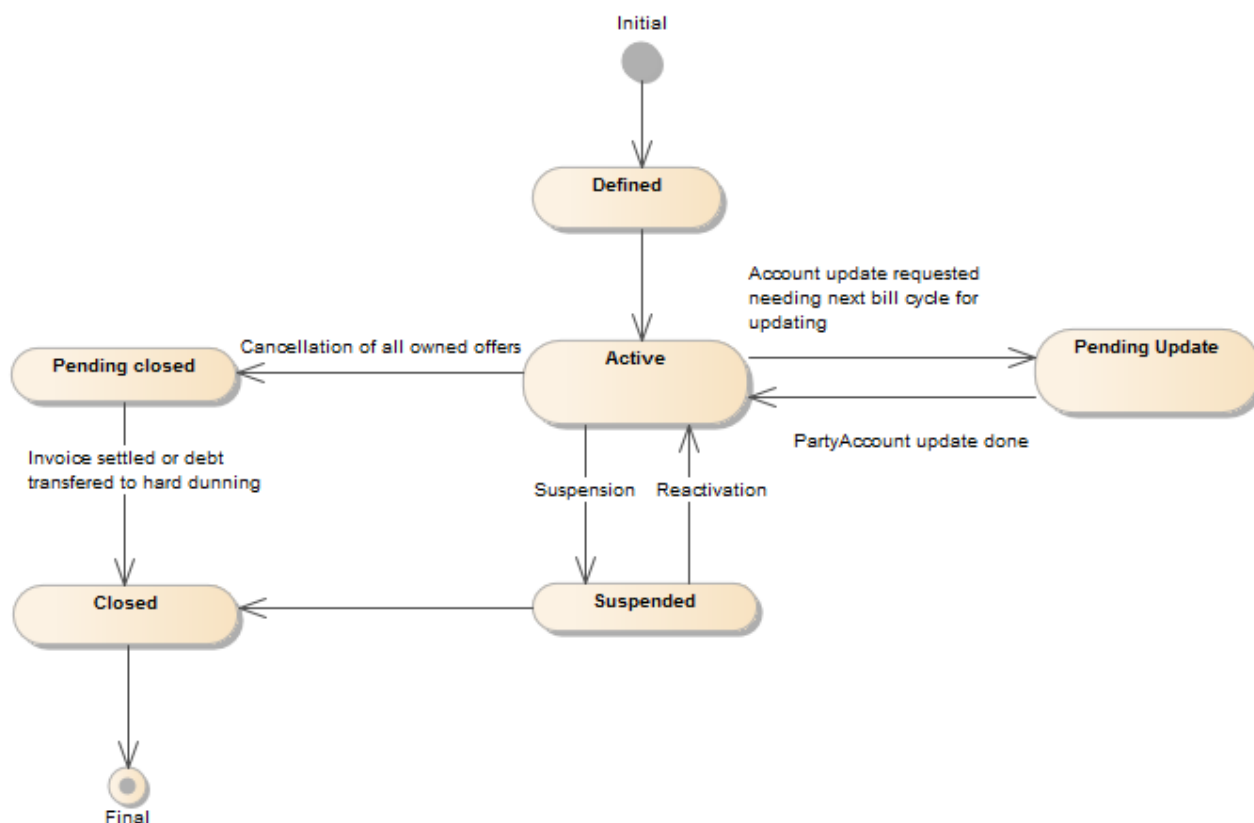 Initial
Defined
Account update requested
needing next bill cycle for
updating
Cancellation of all owned offers
Active
Pending Update
Pending closed
PartyAccount update done
Invoice settled or debt
transfered to hard dunning
Suspension
Reactivation
Closed
Suspended
Final